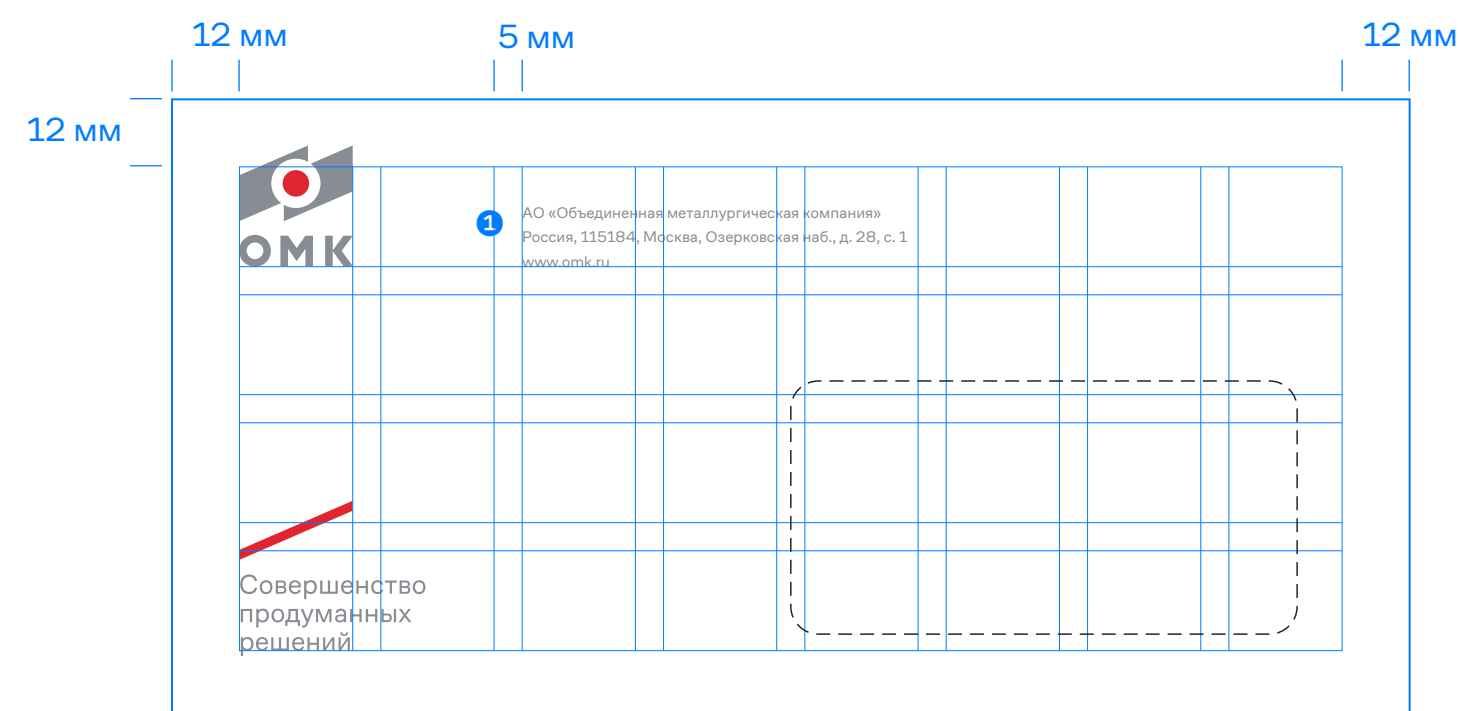 12 мм
5 мм
12 мм
12 мм
ОМК
1
АО «Объединенная металлургическая компания»
Россия, 115184, Москва, Озерковская наб., д. 28, с. 1
www.omk.ru
Совершенство
продуманных
решений